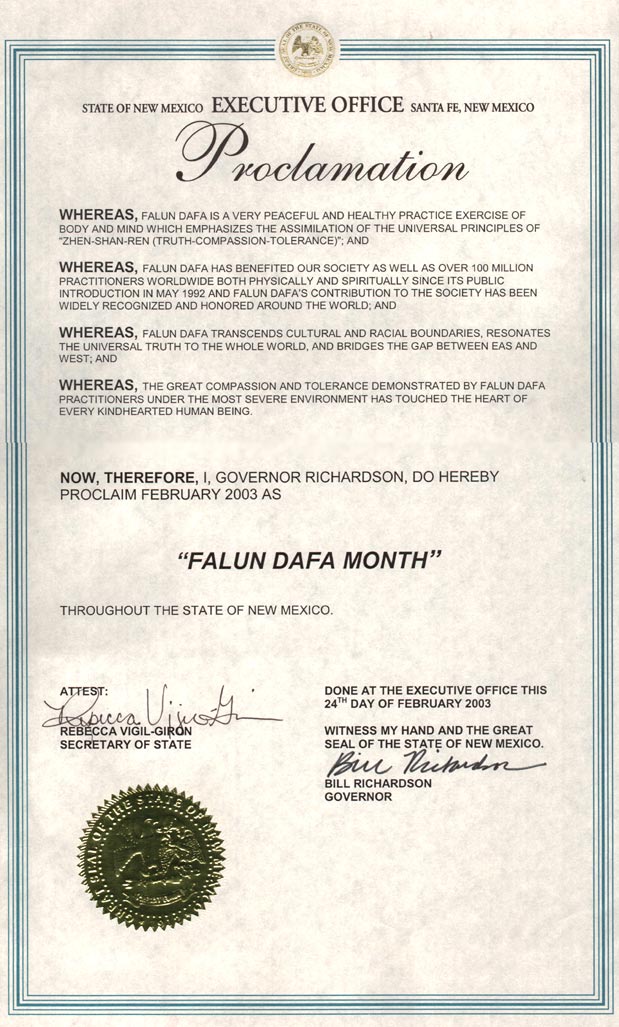 STATE OF NEW MEXICO EXECUTIVE OFFICE SANTA FE, NEW MEXICO
Proclamation
WHEREAS, FALUN DAFA IS A VERY PEACEFUL AND HEALTHY PRACTICE EXERCISE OF
BODY AND MIND WHICH EMPHASIZES THE ASSIMILATION OF THE UNIVERSAL PRINCIPLES OF
"ZHEN-SHAN-REN (TRUTH-COMPASSION-TOLERANCE)"; AND
WHEREAS, FALUN DAFA HAS BENEFITED OUR SOCIETY AS WELL AS OVER 100 MILLION
PRACTITIONERS WORLDWIDE BOTH PHYSICALLY AND SPIRITUALLY SINCE ITS PUBLIC
INTRODUCTION IN MAY 1992 AND FALUN DAFA'S CONTRIBUTION TO THE SOCIETY HAS BEEN
WIDELY RECOGNIZED AND HONORED AROUND THE WORLD; AND
WHEREAS, FALUN DAFA TRANSCENDS CULTURAL AND RACIAL BOUNDARIES, RESONATES
THE UNIVERSAL TRUTH TO THE WHOLE WORLD, AND BRIDGES THE GAP BETWEEN EAS AND
WEST; AND
WHEREAS, THE GREAT COMPASSION AND TOLERANCE DEMONSTRATED BY FALUN DAFA
PRACTITIONERS UNDER THE MOST SEVERE ENVIRONMENT HAS TOUCHED THE HEART OF
EVERY KINDHEARTED HUMAN BEING.
NOW, THEREFORE, I, GOVERNOR RICHARDSON, DO HEREBY
PROCLAIM FEBRUARY 2003 AS
"FALUN DAFA MONTH"
THROUGHOUT THE STATE OF NEW MEXICO.
ATTEST:
Rebecca Vigil-Giron
REBECCA VIGIL-GIRON
SECRETARY OF STATE
DONE AT THE EXECUTIVE OFFICE THIS
24TH DAY OF FEBRUARY 2003
WITNESS MY HAND AND THE GREAT
SEAL OF THE STATE OF NEW MEXICO.
Bill Richardson
BILL RICHARDSON
GOVERNOR
SEAL OF THE STATE OF